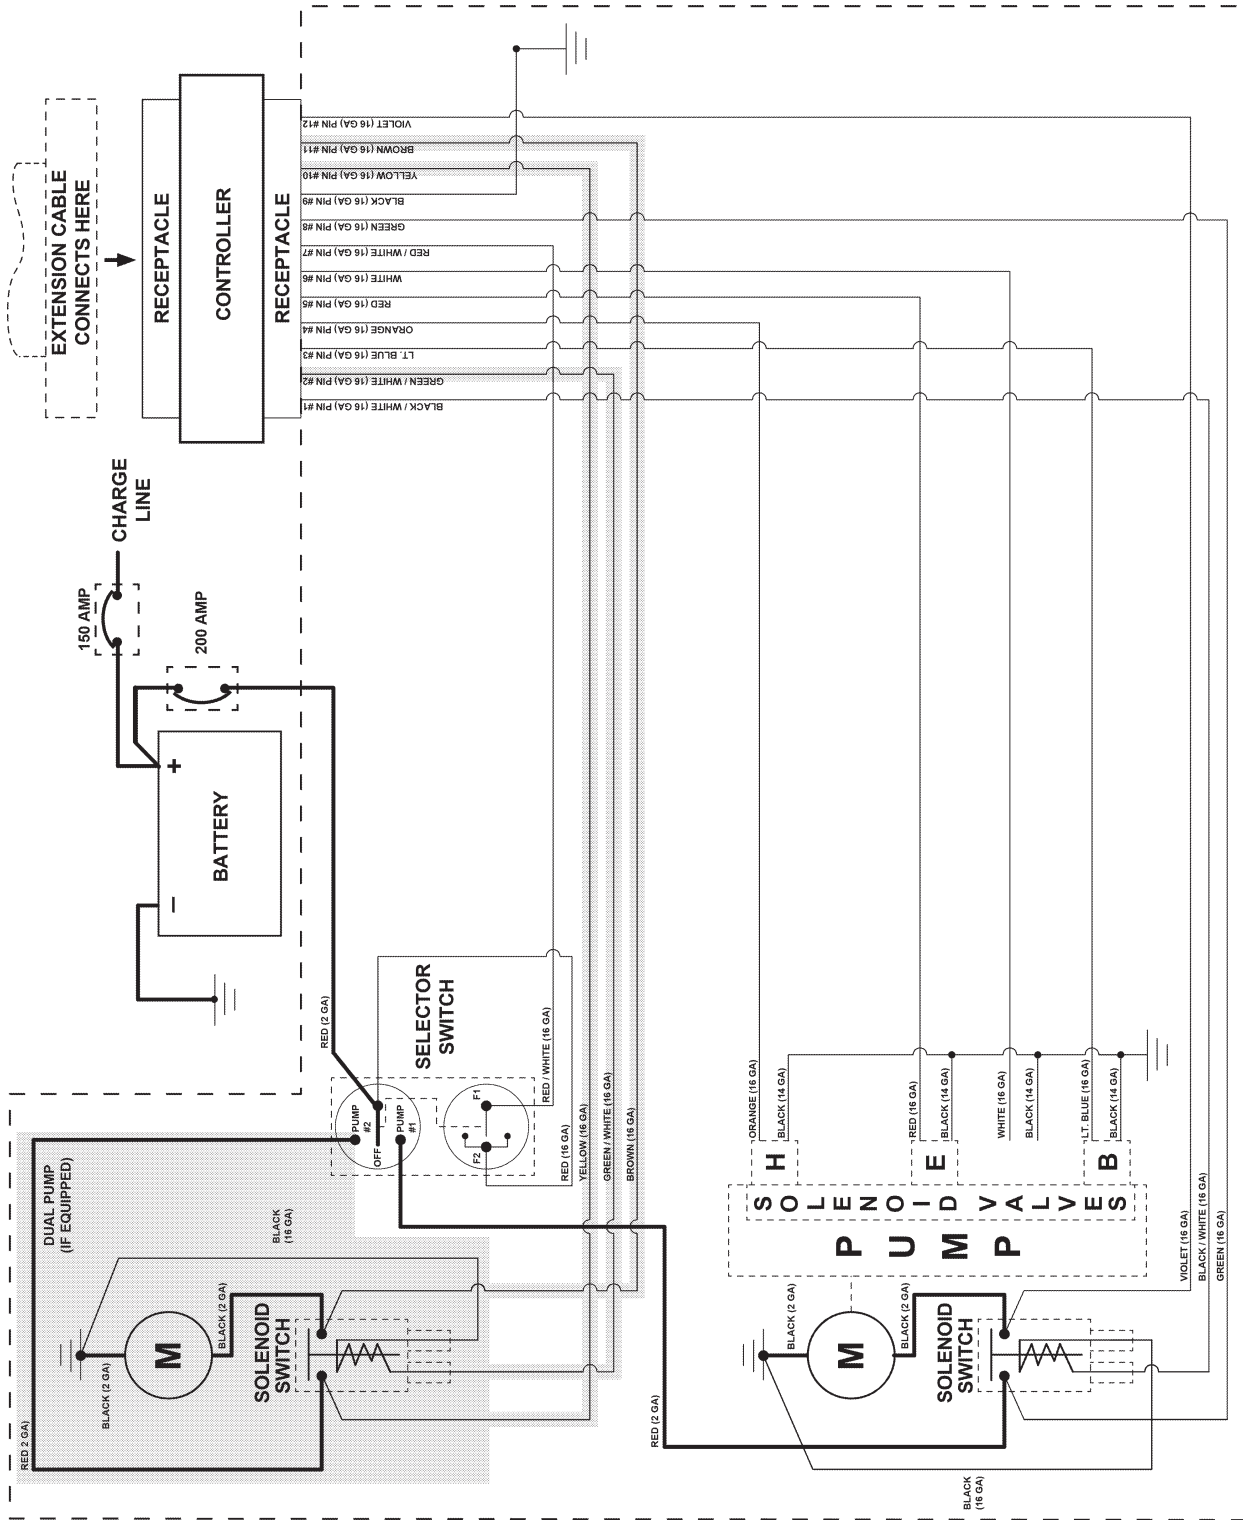 EXTENSION CABLE
CONNECTS HERE
RECEPTACLE
CONTROLLER
RECEPTACLE
VIOLET (16 GA) PIN #12
BROWN (16 GA) PIN #11
YELLOW (16 GA) PIN #10
BLACK (16 GA) PIN #9
GREEN (16 GA) PIN #8
RED / WHITE (16 GA) PIN #7
WHITE (16 GA) PIN #6
RED (16 GA) PIN #5
ORANGE (16 GA) PIN #4
LT. BLUE (16 GA) PIN #3
GREEN / WHITE (16 GA) PIN #2
BLACK / WHITE (16 GA) PIN #1
CHARGE
LINE
150 AMP
200 AMP
+
BATTERY
–
RED (2 GA)
SELECTOR
SWITCH
PUMP
#2
OFF
PUMP
#1
F1
F2
RED / WHITE (16 GA)
RED (16 GA)
YELLOW (16 GA)
GREEN / WHITE (16 GA)
BROWN (16 GA)
DUAL PUMP
(IF EQUIPPED)
BLACK
(16 GA)
BLACK (2 GA)
M
BLACK (2 GA)
SOLENOID
SWITCH
RED 2 GA)
RED (2 GA)
ORANGE (16 GA)
BLACK (14 GA)
RED (16 GA)
BLACK (14 GA)
WHITE (16 GA)
BLACK (14 GA)
LT. BLUE (16 GA)
BLACK (14 GA)
H
E
B
SOLENOID VALVES
PUMP
VIOLET (16 GA)
BLACK / WHITE (16 GA)
GREEN (16 GA)
BLACK (2 GA)
M
BLACK (2 GA)
SOLENOID
SWITCH
BLACK
(16 GA)